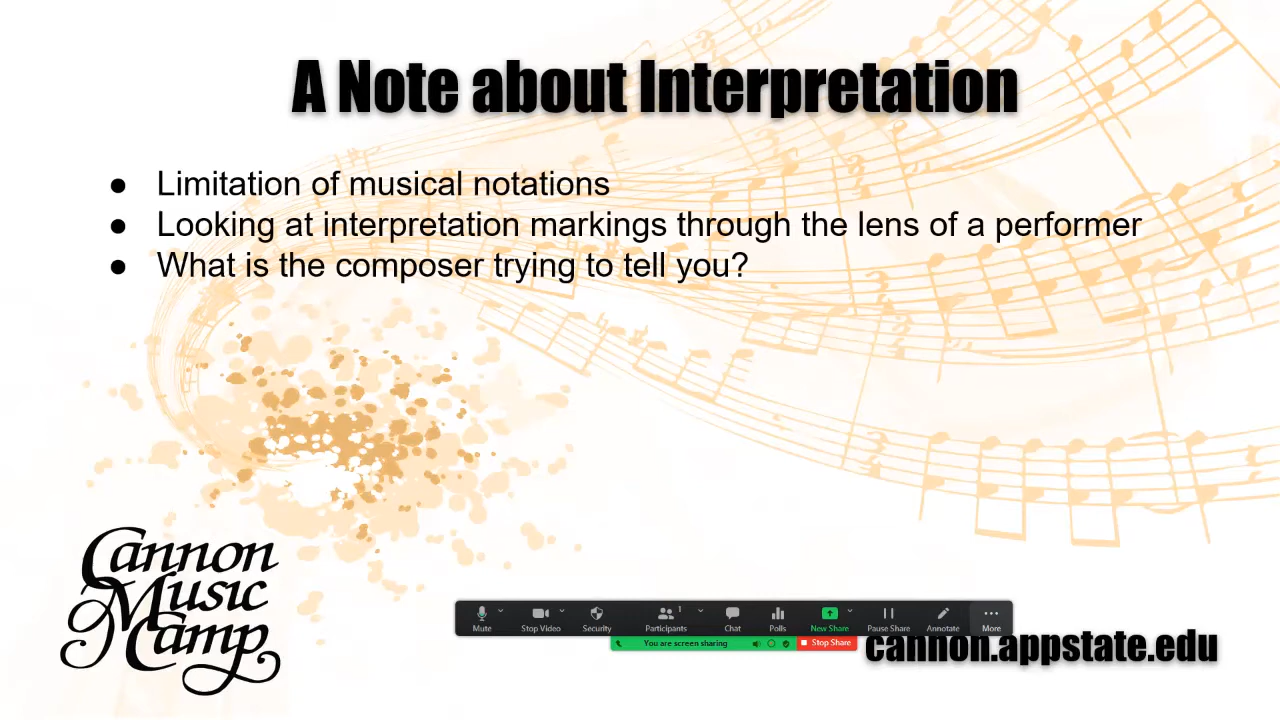 A Note about Interpretation
● Limitation of musical notations
● Looking at interpretation markings through the lens of a performer
● What is the composer trying to tell you?
Cannon
Music
Camp
1
Mute Stop Video Security Participants Chat Polls New Share Pause Share Annotate More
You are screen sharing Stop Share
cannon.appstate.edu